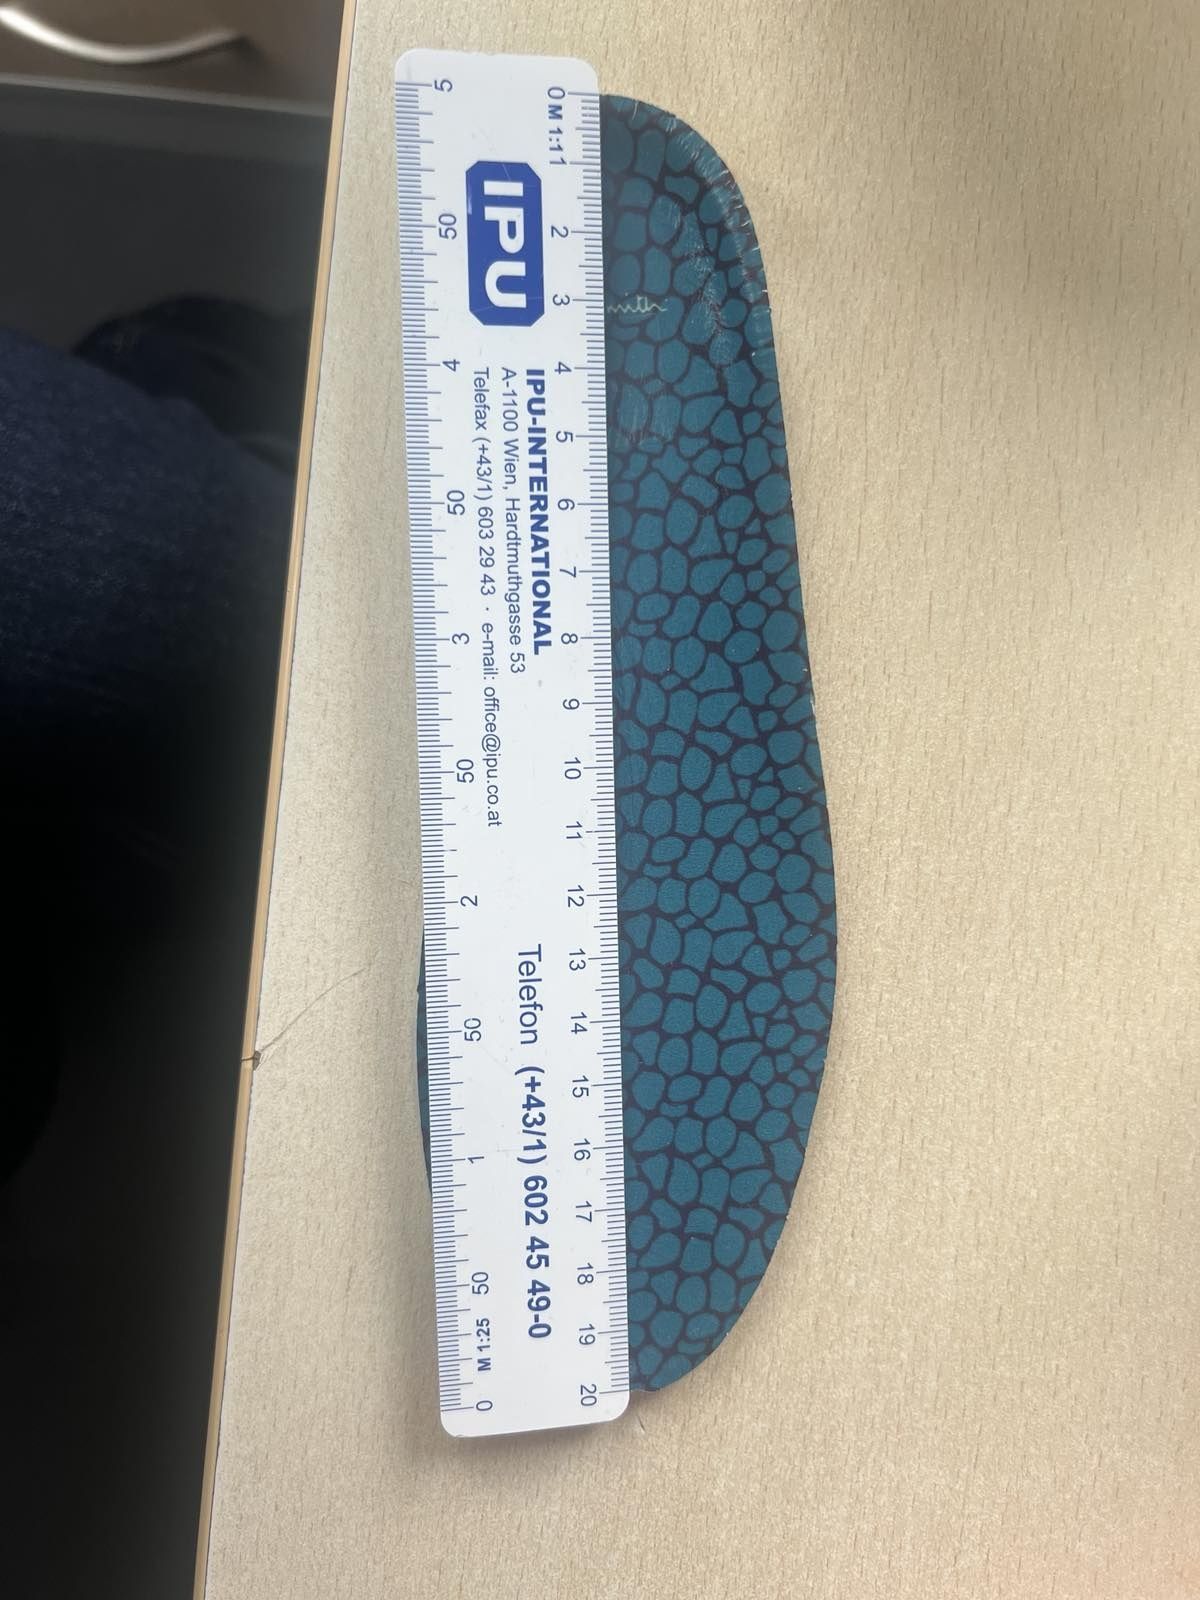 0 M 1:1 1 2 3 4 5 6 7 8 9 10 11 12 13 14 15 16 17 18 19 20
IPU
IPU-INTERNATIONAL
A-1100 Wien, Hardtmuthgasse 53
Telefax (+43/1) 603 29 43 · e-mail: office@ipu.co.at
Telefon (+43/1) 602 45 49-0
0 M 1:25 50 1 50 2 50 3 50 4 50 5